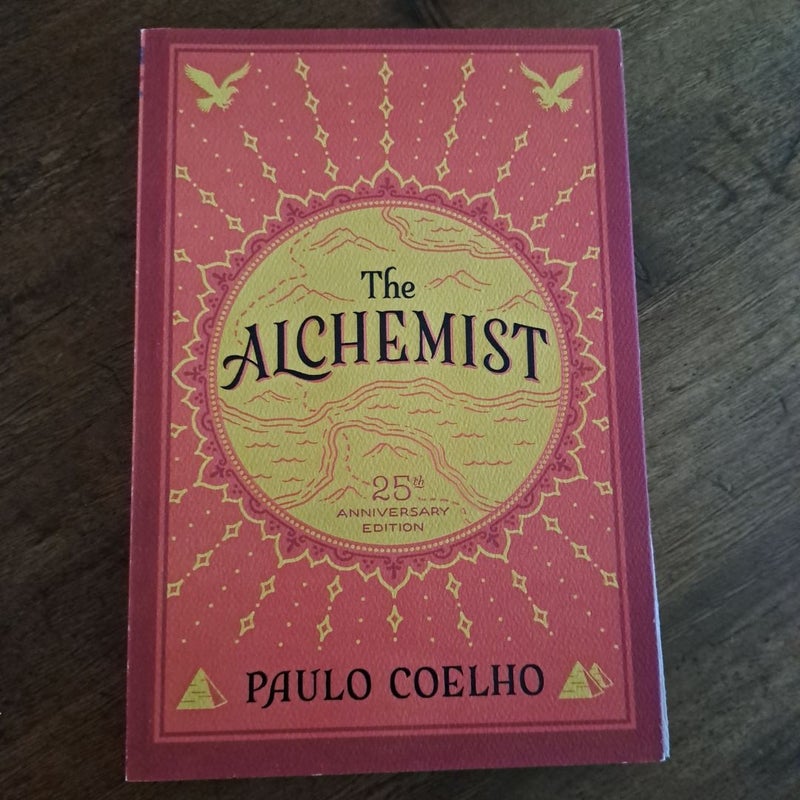 The
ALCHEMIST
25th
ANNIVERSARY
EDITION
PAULO COELHO